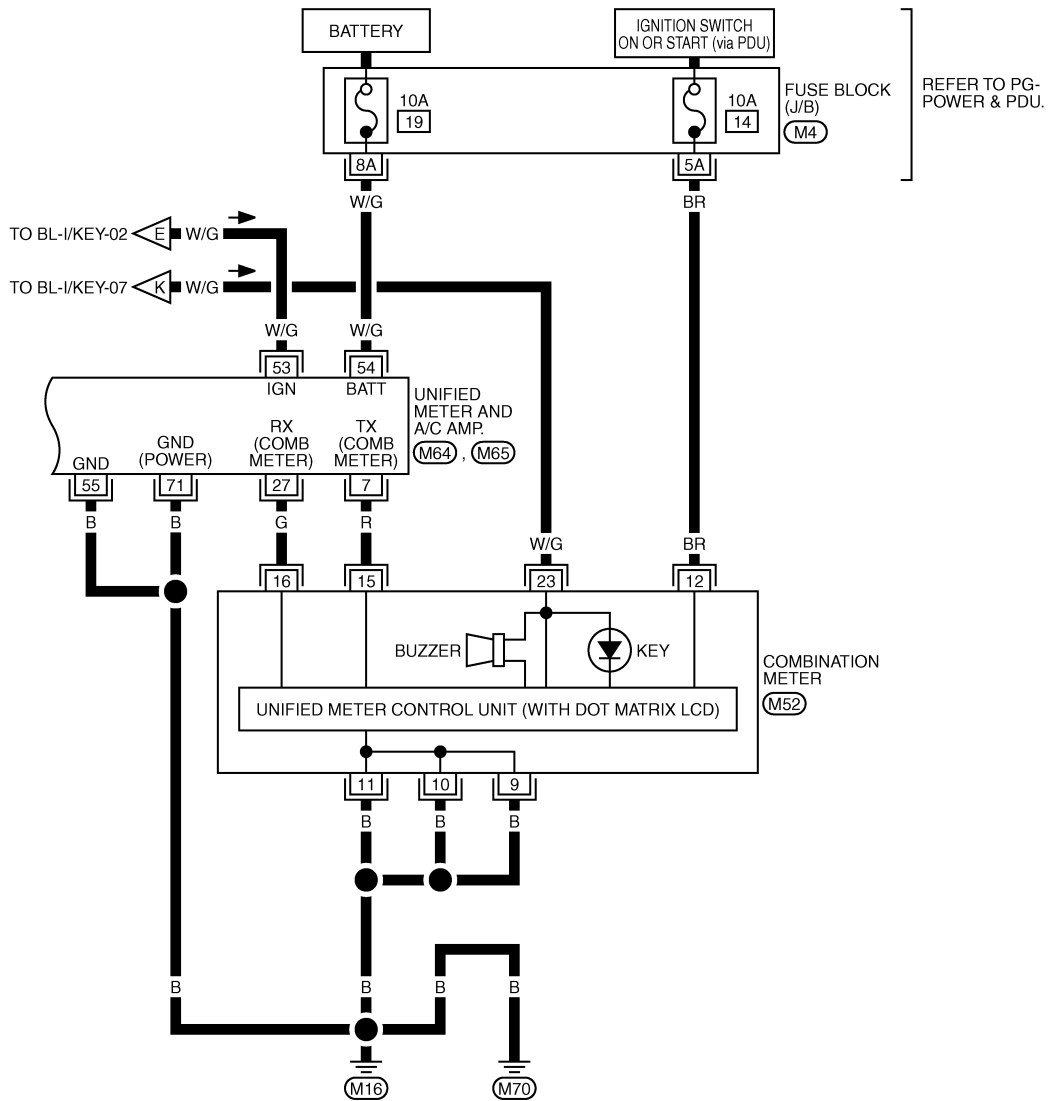 BATTERY
IGNITION SWITCH
ON OR START (via PDU)
10A
19
10A
14
FUSE BLOCK
(J/B)
M4
REFER TO PG-
POWER & PDU.
8A
5A
W/G
BR
TO BL-I/KEY-02
E
W/G
TO BL-I/KEY-07
K
W/G
W/G
W/G
53
54
IGN
BATT
UNIFIED
METER AND
A/C AMP.
M64 , M65
GND
GND
(POWER)
RX
(COMB
METER)
TX
(COMB
METER)
55
71
27
7
B
B
G
R
W/G
BR
16
15
23
12
BUZZER
KEY
COMBINATION
METER
M52
UNIFIED METER CONTROL UNIT (WITH DOT MATRIX LCD)
11
10
9
B
B
B
B
B
B
B
M16
M70